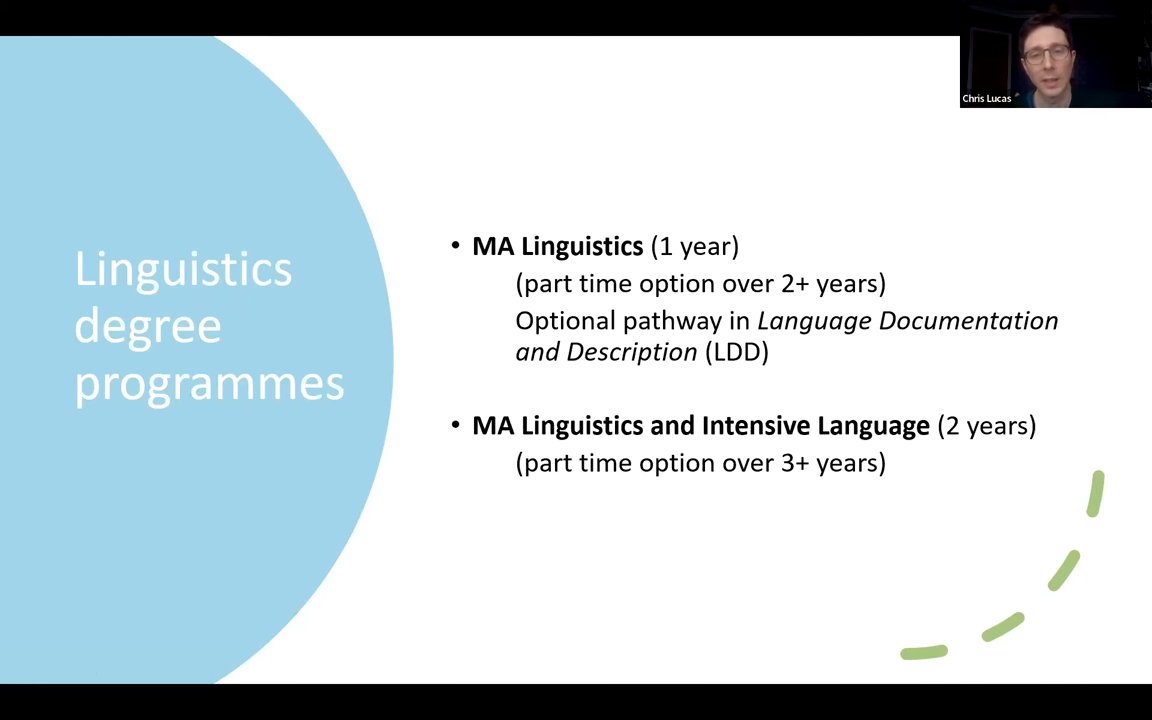 Chris Lucas
Linguistics
degree
programmes
• MA Linguistics (1 year)
(part time option over 2+ years)
Optional pathway in Language Documentation
and Description (LDD)
• MA Linguistics and Intensive Language (2 years)
(part time option over 3+ years)